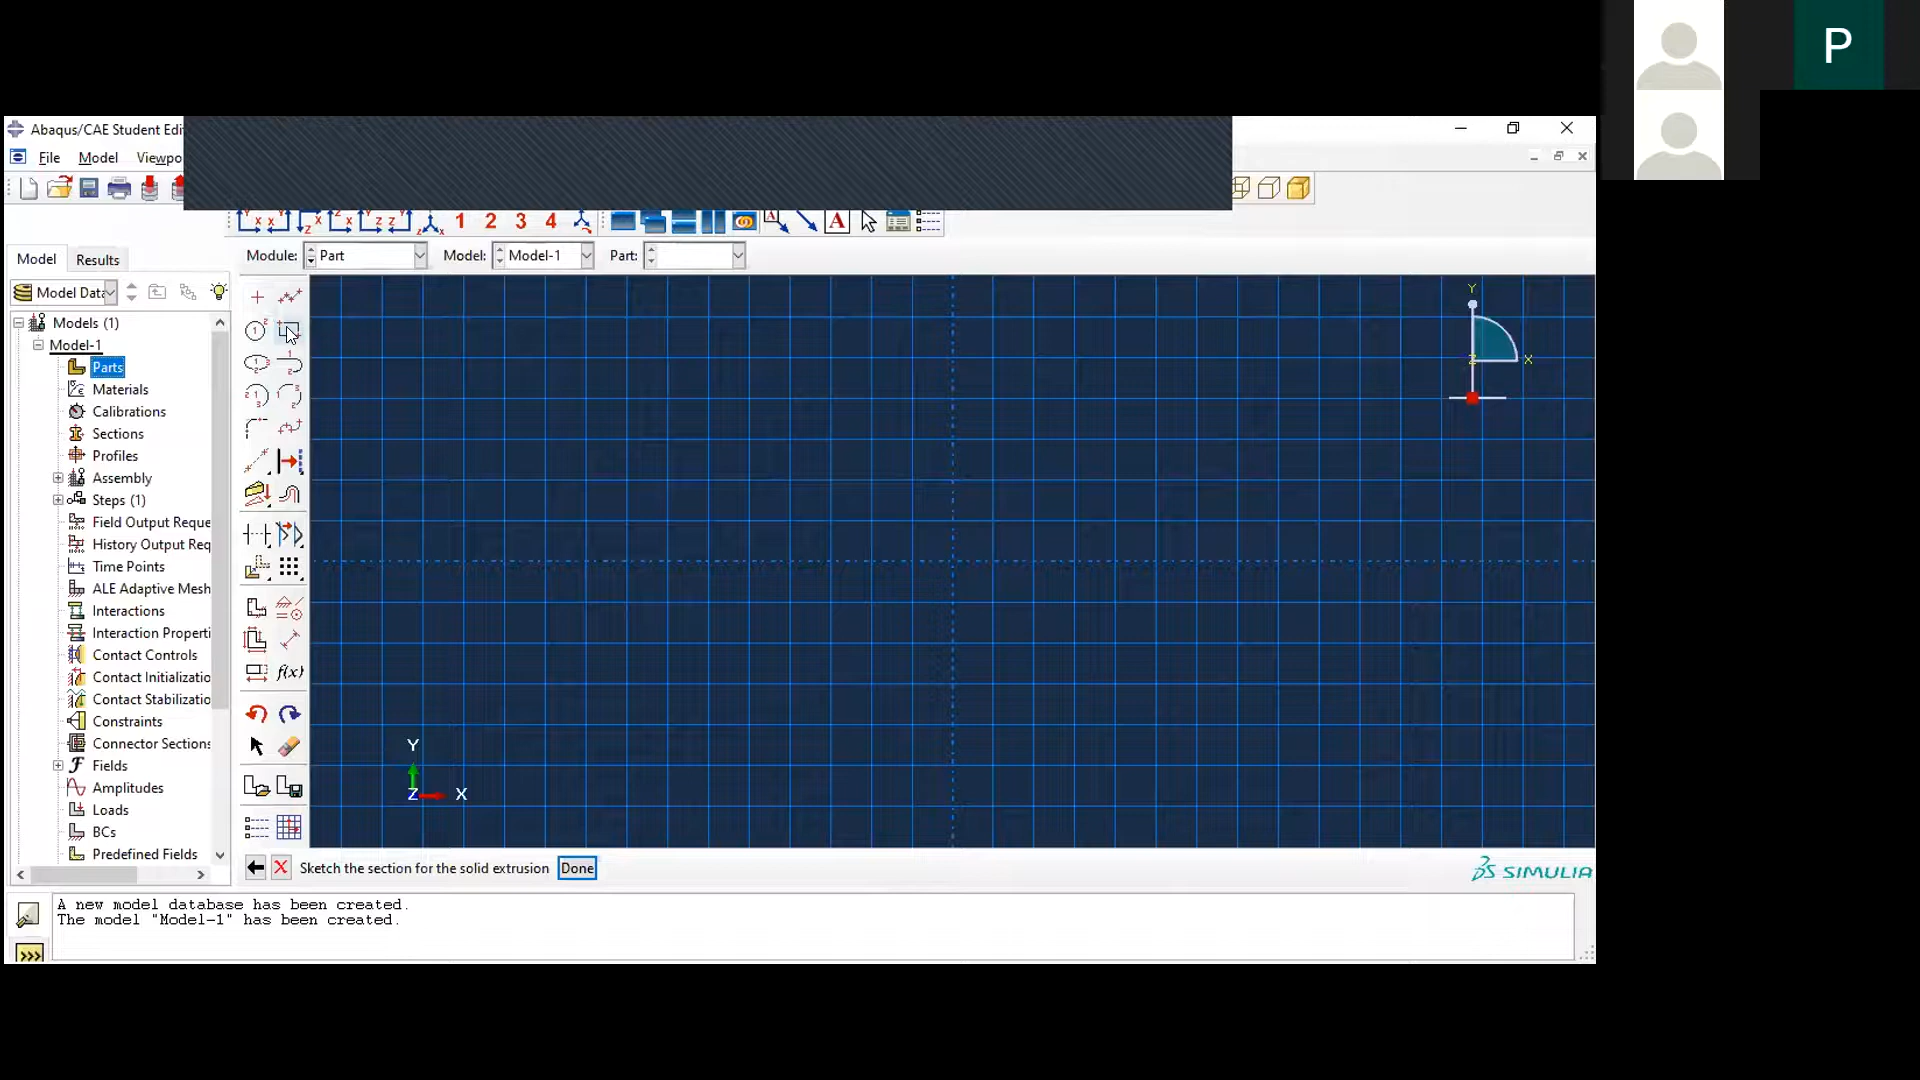 P
Abaqus/CAE Student Edi
File Model Viewpo
1 2 3 4
A A
Module: Part Model: Model-1 Part:
Model Results
Model Data
Models (1)
Model-1
Parts
Materials
Calibrations
Sections
Profiles
Assembly
Steps (1)
Field Output Reque
History Output Req
Time Points
ALE Adaptive Mesh
Interactions
Interaction Properti
Contact Controls
Contact Initializatio
Contact Stabilizatio
Constraints
Connector Sections
Fields
Amplitudes
Loads
BCs
Predefined Fields
f(x)
Y
Z X
Y
Z X
Sketch the section for the solid extrusion Done
SIMULIA
A new model database has been created.
The model "Model-1" has been created.
>>>